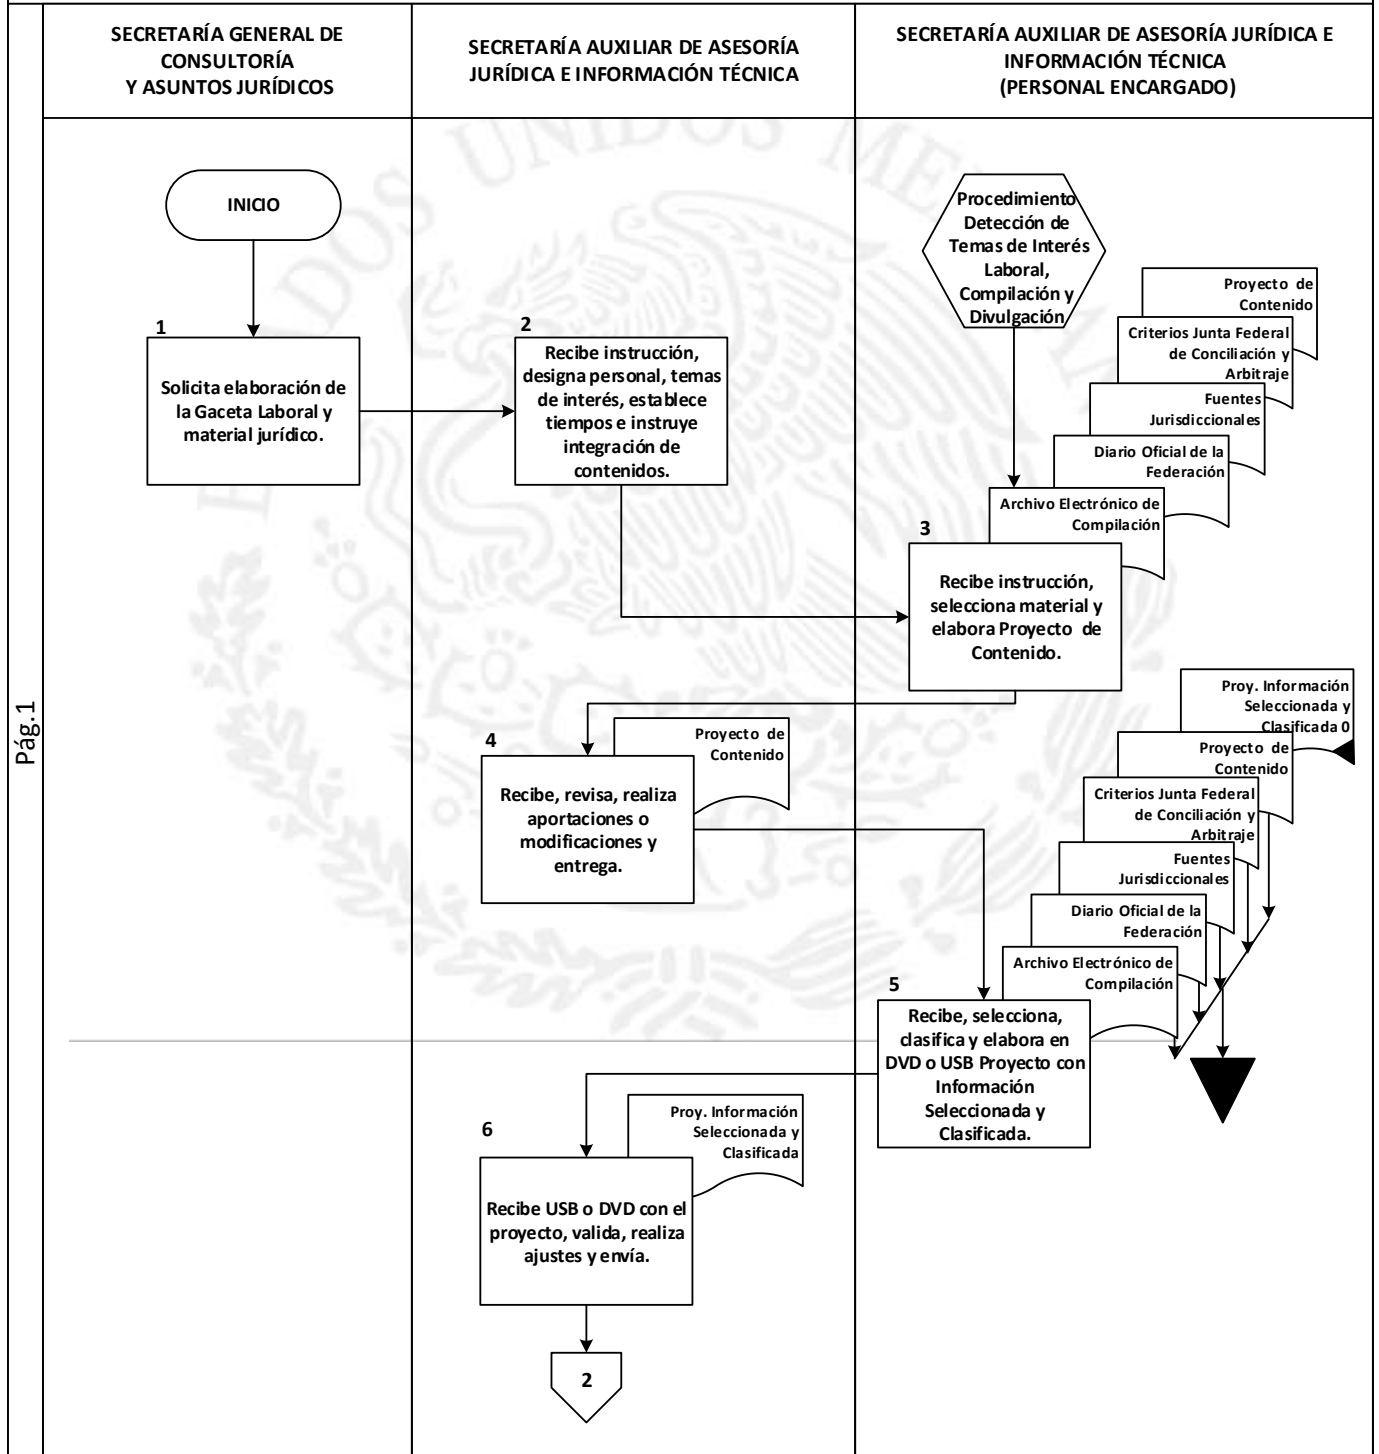 SECRETARÍA GENERAL DE
CONSULTORÍA
Y ASUNTOS JURÍDICOS
SECRETARÍA AUXILIAR DE ASESORÍA
JURÍDICA E INFORMACIÓN TÉCNICA
SECRETARÍA AUXILIAR DE ASESORÍA JURÍDICA E
INFORMACIÓN TÉCNICA
(PERSONAL ENCARGADO)
Pág.1
UNIDOS ME
INICIO
Procedimiento
Detección de
Temas de Interés
Laboral,
Compilación y
Divulgación
1
Solicita elaboración de
la Gaceta Laboral y
material jurídico.
2
Recibe instrucción,
designa personal, temas
de interés, establece
tiempos e instruye
integración de
contenidos.
Proyecto de
Contenido
Criterios Junta Federal
de Conciliación y
Arbitraje
Fuentes
Jurisdiccionales
Diario Oficial de la
Federación
Archivo Electrónico de
Compilación
3
Recibe instrucción,
selecciona material y
elabora Proyecto de
Contenido.
4
Proyecto de
Contenido
Recibe, revisa, realiza
aportaciones o
modificaciones y
entrega.
Proy. Información
Seleccionada y
Clasificada 0
Proyecto de
Contenido
Criterios Junta Federal
de Conciliación y
Arbitraje
Fuentes
Jurisdiccionales
Diario Oficial de la
Federación
Archivo Electrónico de
Compilación
5
Recibe, selecciona,
clasifica y elabora en
DVD o USB Proyecto con
Información
Seleccionada y
Clasificada.
6
Proy. Información
Seleccionada y
Clasificada
Recibe USB o DVD con el
proyecto, valida, realiza
ajustes y envía.
2